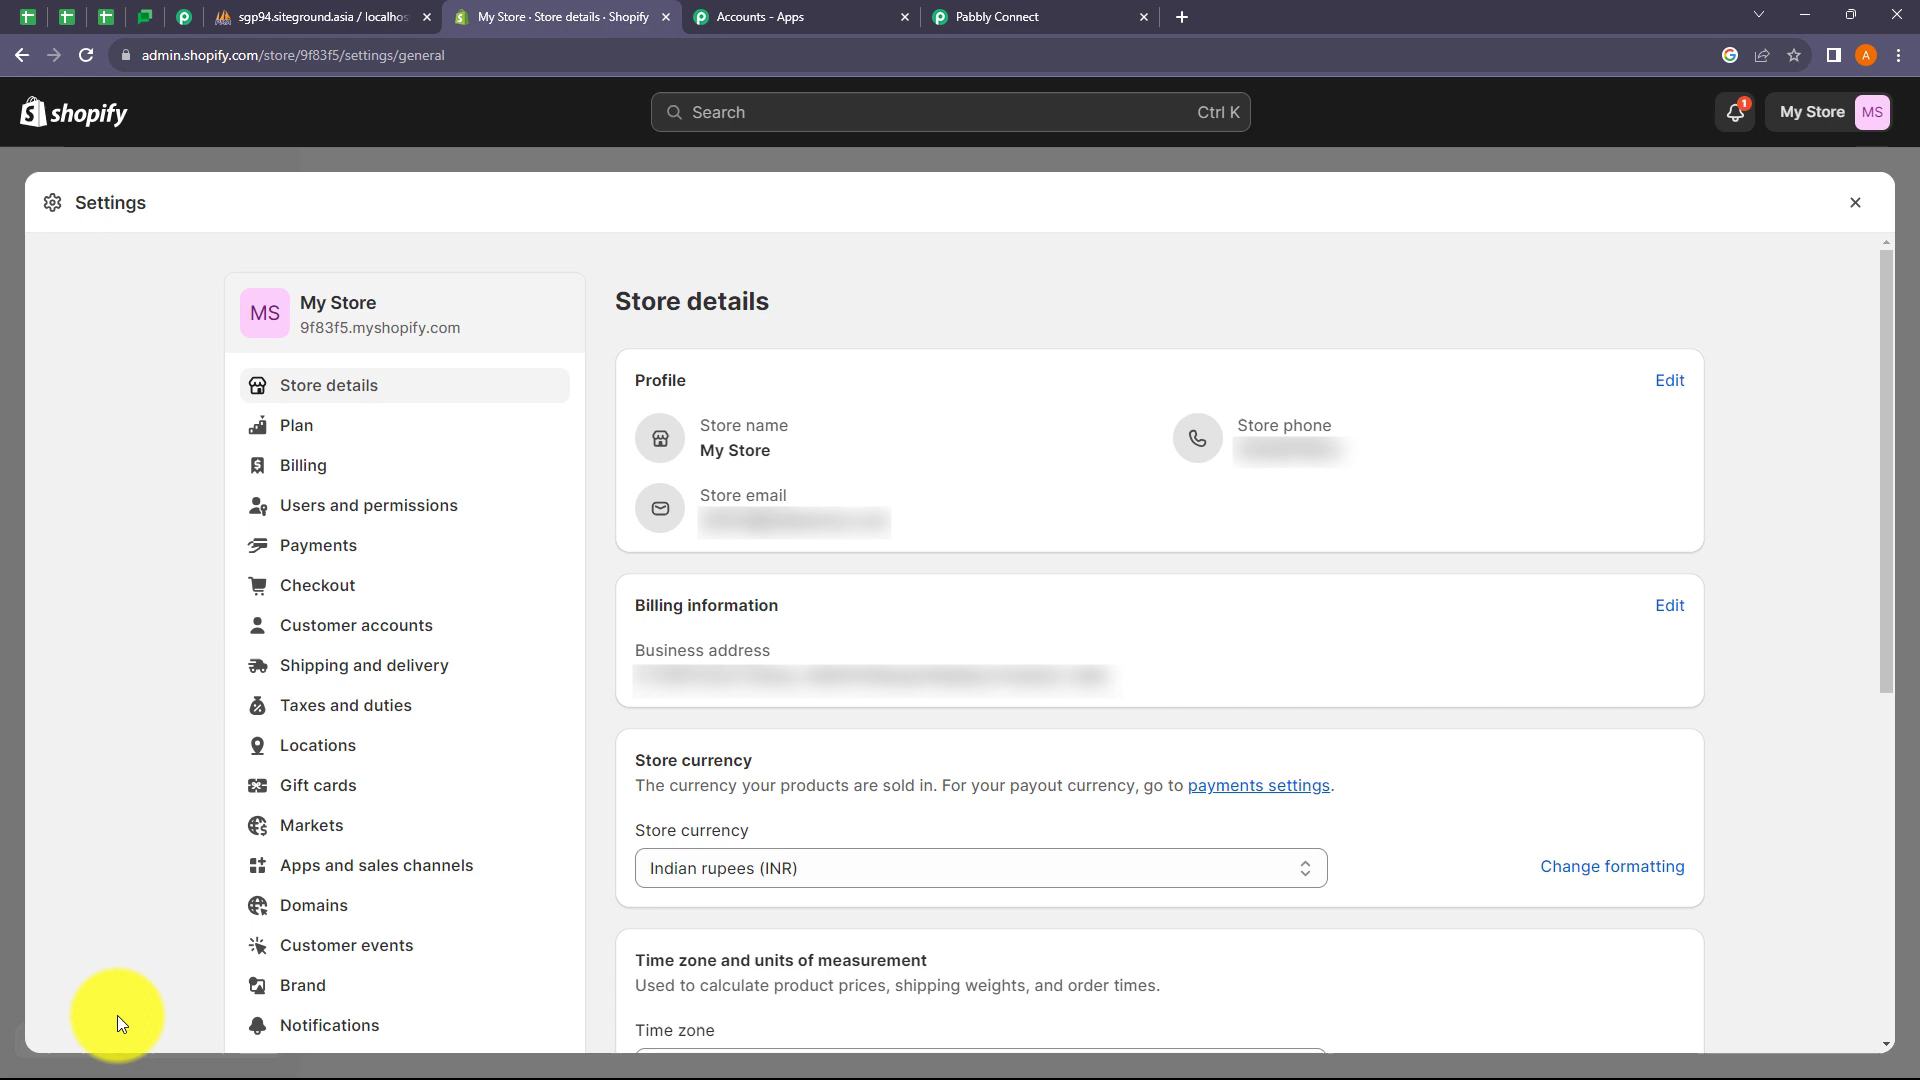 sgp94.siteground.asia / localhos
My Store · Store details · Shopify
Accounts - Apps
Pabbly Connect
admin.shopify.com/store/9f83f5/settings/general
A
shopify
Search
Ctrl K
1
My Store
MS
Settings
MS
My Store
9f83f5.myshopify.com
Store details
Plan
Billing
Users and permissions
Payments
Checkout
Customer accounts
Shipping and delivery
Taxes and duties
Locations
Gift cards
Markets
Apps and sales channels
Domains
Customer events
Brand
Notifications
Store details
Profile
Edit
Store name
My Store
Store phone
Store email
Billing information
Edit
Business address
Store currency
The currency your products are sold in. For your payout currency, go to payments settings.
Store currency
Indian rupees (INR)
Change formatting
Time zone and units of measurement
Used to calculate product prices, shipping weights, and order times.
Time zone